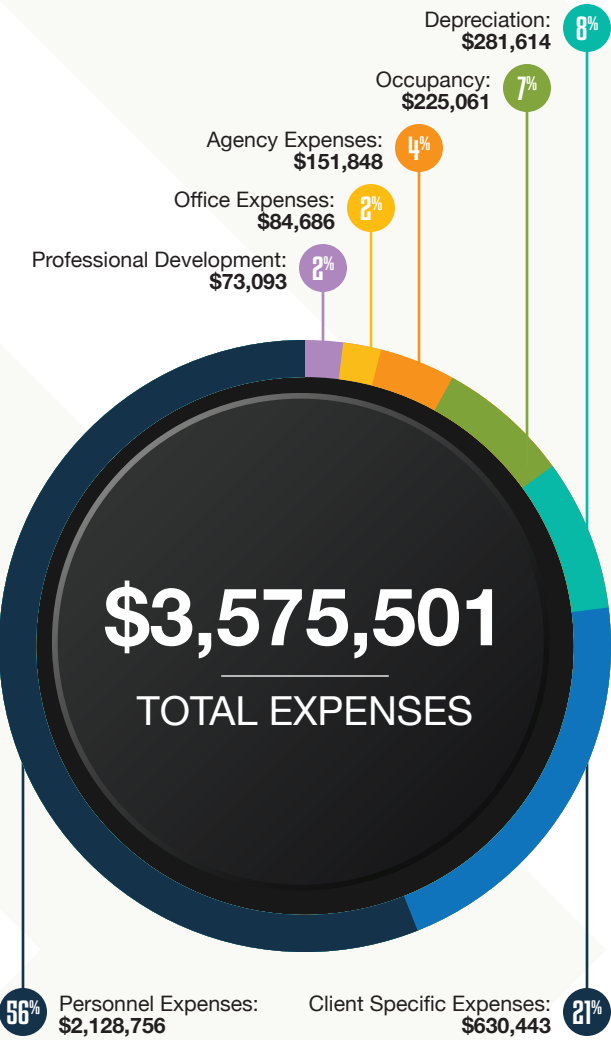 Depreciation:
$281,614
8%
Occupancy:
$225,061
7%
Agency Expenses:
$151,848
4%
Office Expenses:
$84,686
2%
Professional Development:
$73,093
2%
$3,575,501
TOTAL EXPENSES
56%
Personnel Expenses:
$2,128,756
Client Specific Expenses:
$630,443
21%